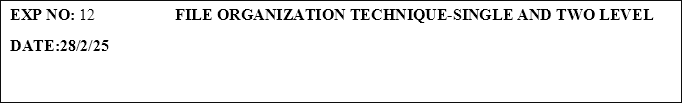 EXP NO: 12 FILE ORGANIZATION TECHNIQUE-SINGLE AND TWO LEVEL
DATE:28/2/25